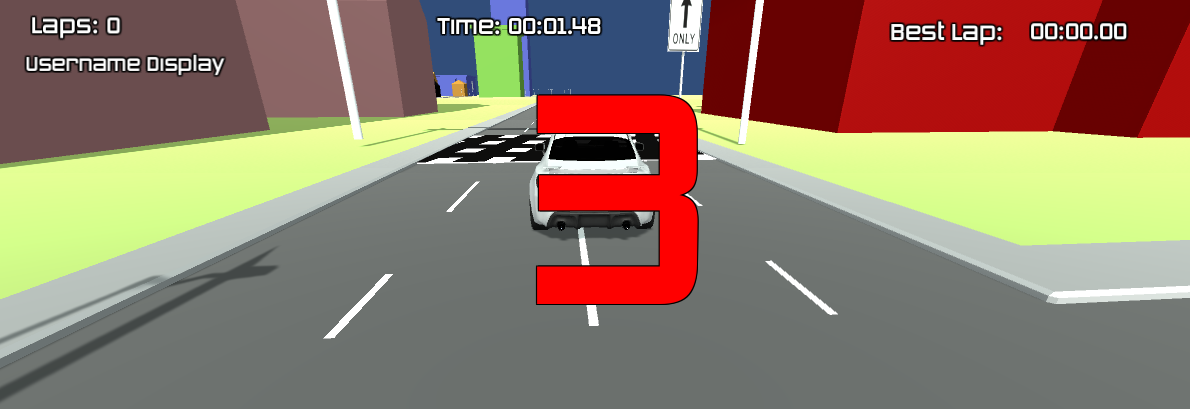 Laps: 0
Time: 00:01.48
Best Lap: 00:00.00
Username Display
ONLY
3